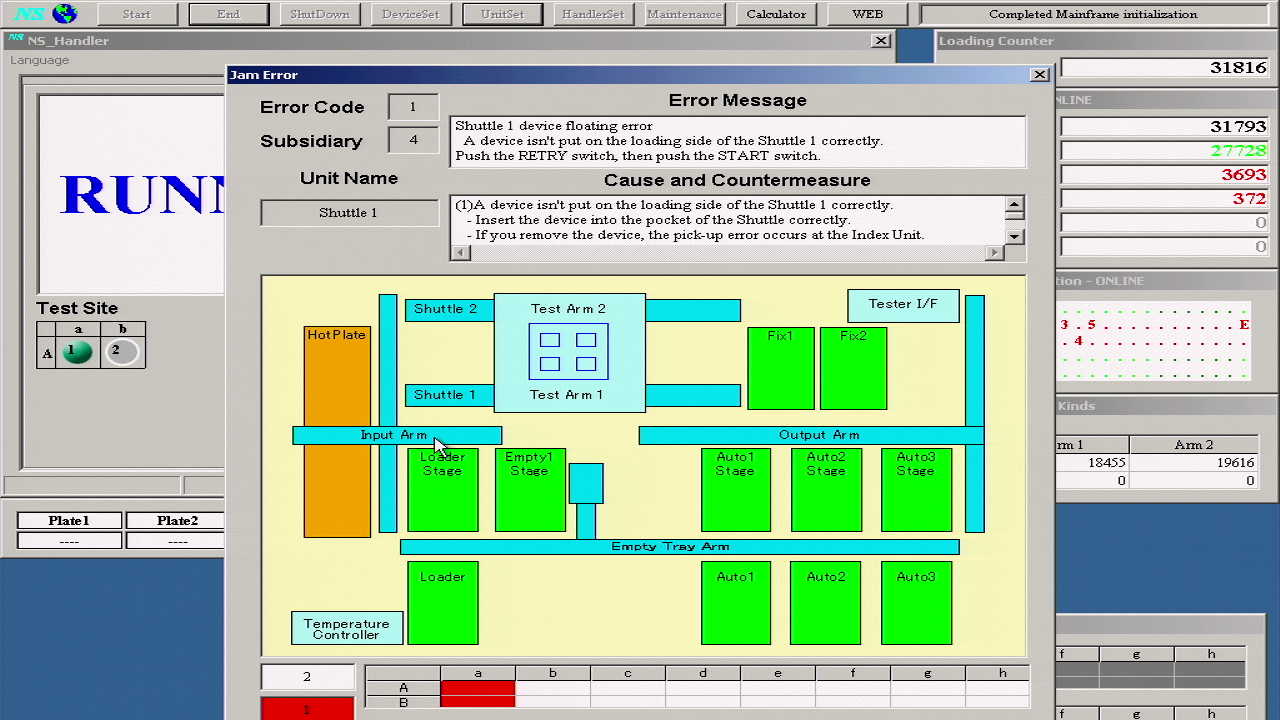 NS Start End ShutDown DeviceSet UnitSet HandlerSet Maintenance Calculator WEB Completed Mainframe initialization
NS NS_Handler
Loading Counter
Language
31816
Jam Error
NLINE
Error Code 1
Error Message
31793
Subsidiary 4
Shuttle 1 device floating error
A device isn't put on the loading side of the Shuttle 1 correctly.
Push the RETRY switch, then push the START switch.
27728
3693
372
0
0
RUNN
Unit Name
Shuttle 1
Cause and Countermeasure
(1)A device isn't put on the loading side of the Shuttle 1 correctly.
- Insert the device into the pocket of the Shuttle correctly.
- If you remove the device, the pick-up error occurs at the Index Unit.
tion - ONLINE
3 . 5 . . . . . . . . E
. 4 . . . . . . . . .
Test Site
a b
A 1 2
Shuttle 2
Test Arm 2
Tester I/F
HotPlate
Fix1
Fix2
Shuttle 1
Test Arm 1
Kinds
Input Arm
Output Arm
rm 1 Arm 2
18455 19616
0 0
Loader
Stage
Empty1
Stage
Auto1
Stage
Auto2
Stage
Auto3
Stage
Plate1 Plate2
---- ----
Empty Tray Arm
Loader
Auto1
Auto2
Auto3
Temperature
Controller
2
1
a b c d e f g h
A
B
f g h
f g h